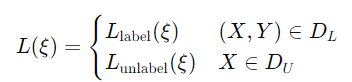 L(ξ) = { L_label(ξ) (X, Y) ∈ D_L
L_unlabel(ξ) X ∈ D_U